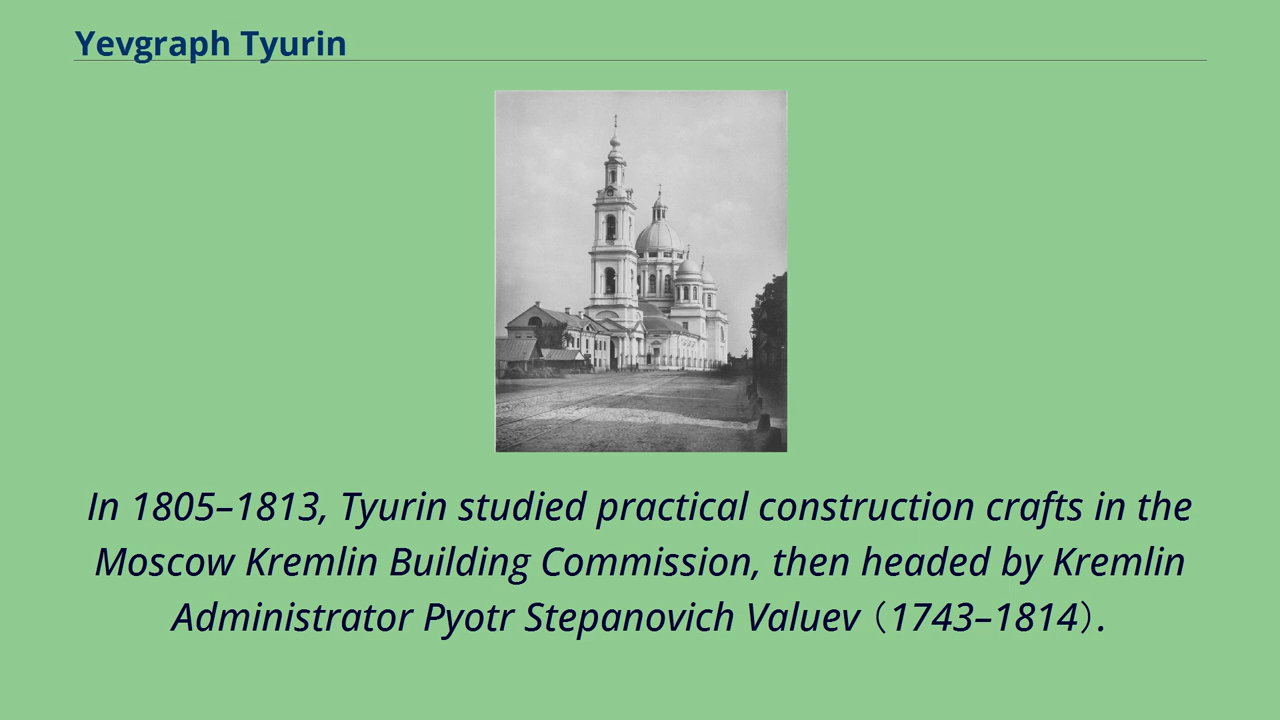 Yevgraph Tyurin
In 1805–1813, Tyurin studied practical construction crafts in the
Moscow Kremlin Building Commission, then headed by Kremlin
Administrator Pyotr Stepanovich Valuev（1743–1814）.